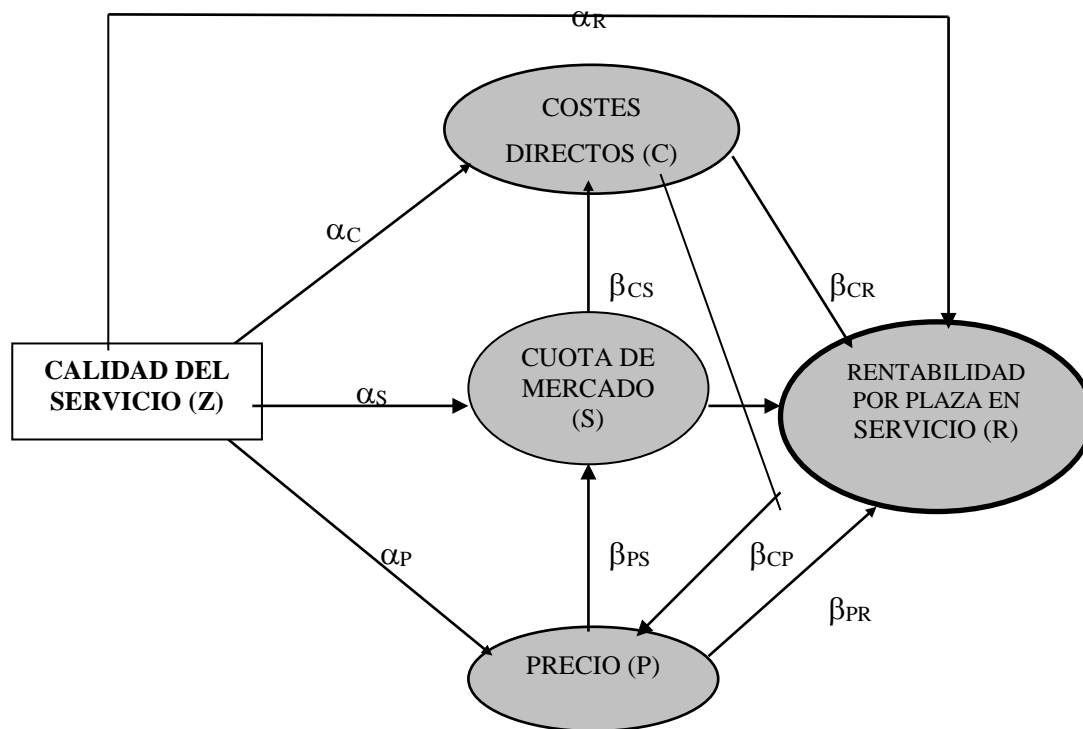 αR
COSTES
DIRECTOS (C)
αC
βCS
βCR
CALIDAD DEL
SERVICIO (Z)
αS
CUOTA DE
MERCADO
(S)
RENTABILIDAD
POR PLAZA EN
SERVICIO (R)
αP
βPS
βCP
βPR
PRECIO (P)